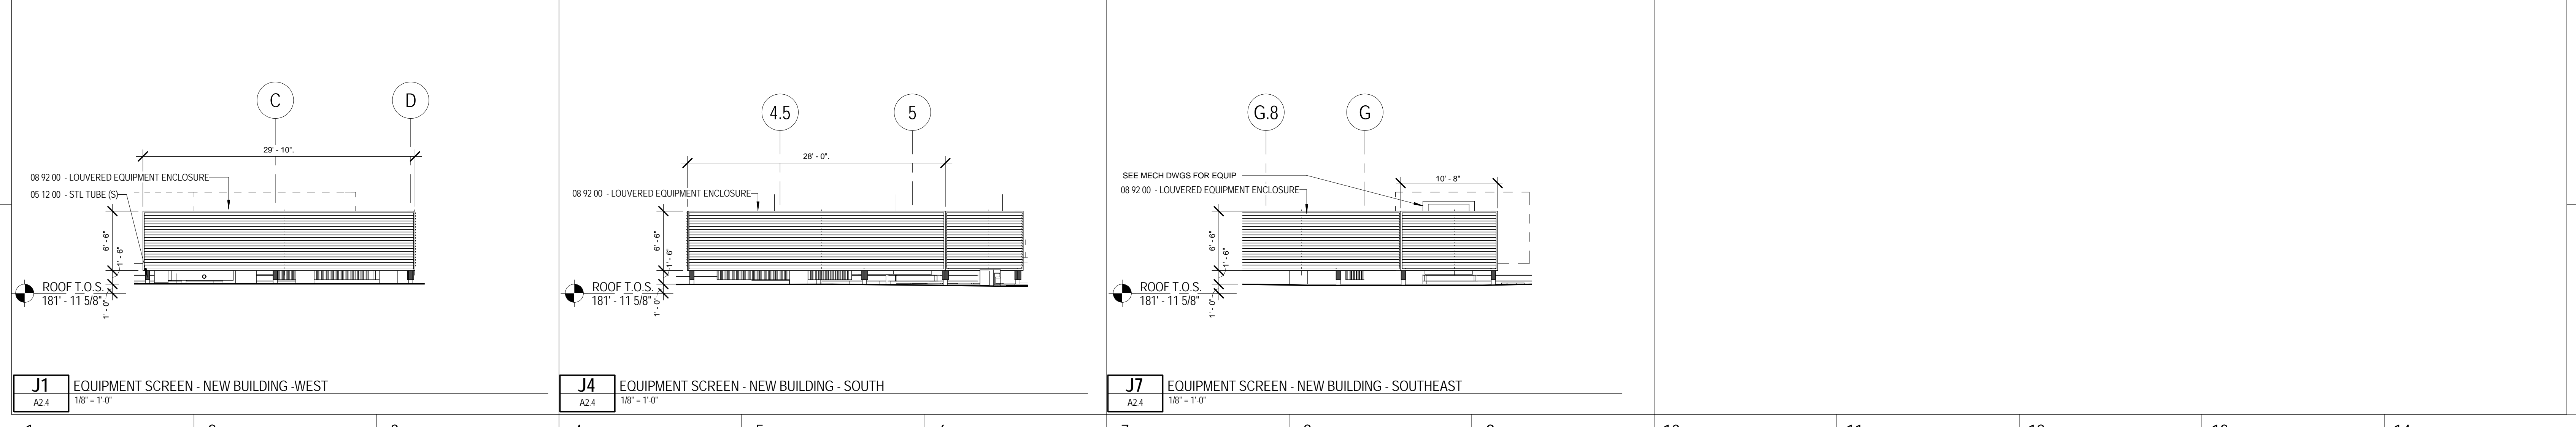 C
D
29' - 10".
08 92 00 - LOUVERED EQUIPMENT ENCLOSURE
05 12 00 - STL TUBE (S)
6' - 6"
1' - 6"
ROOF T.O.S.
181' - 11 5/8"
1' - 0"
J1
A2.4
EQUIPMENT SCREEN - NEW BUILDING -WEST
1/8" = 1'-0"
4.5
5
28' - 0".
08 92 00 - LOUVERED EQUIPMENT ENCLOSURE
6' - 6"
1' - 6"
ROOF T.O.S.
181' - 11 5/8"
1' - 0"
J4
A2.4
EQUIPMENT SCREEN - NEW BUILDING - SOUTH
1/8" = 1'-0"
G.8
G
SEE MECH DWGS FOR EQUIP
10' - 8"
08 92 00 - LOUVERED EQUIPMENT ENCLOSURE
6' - 6"
1' - 6"
ROOF T.O.S.
181' - 11 5/8"
1' - 0"
J7
A2.4
EQUIPMENT SCREEN - NEW BUILDING - SOUTHEAST
1/8" = 1'-0"